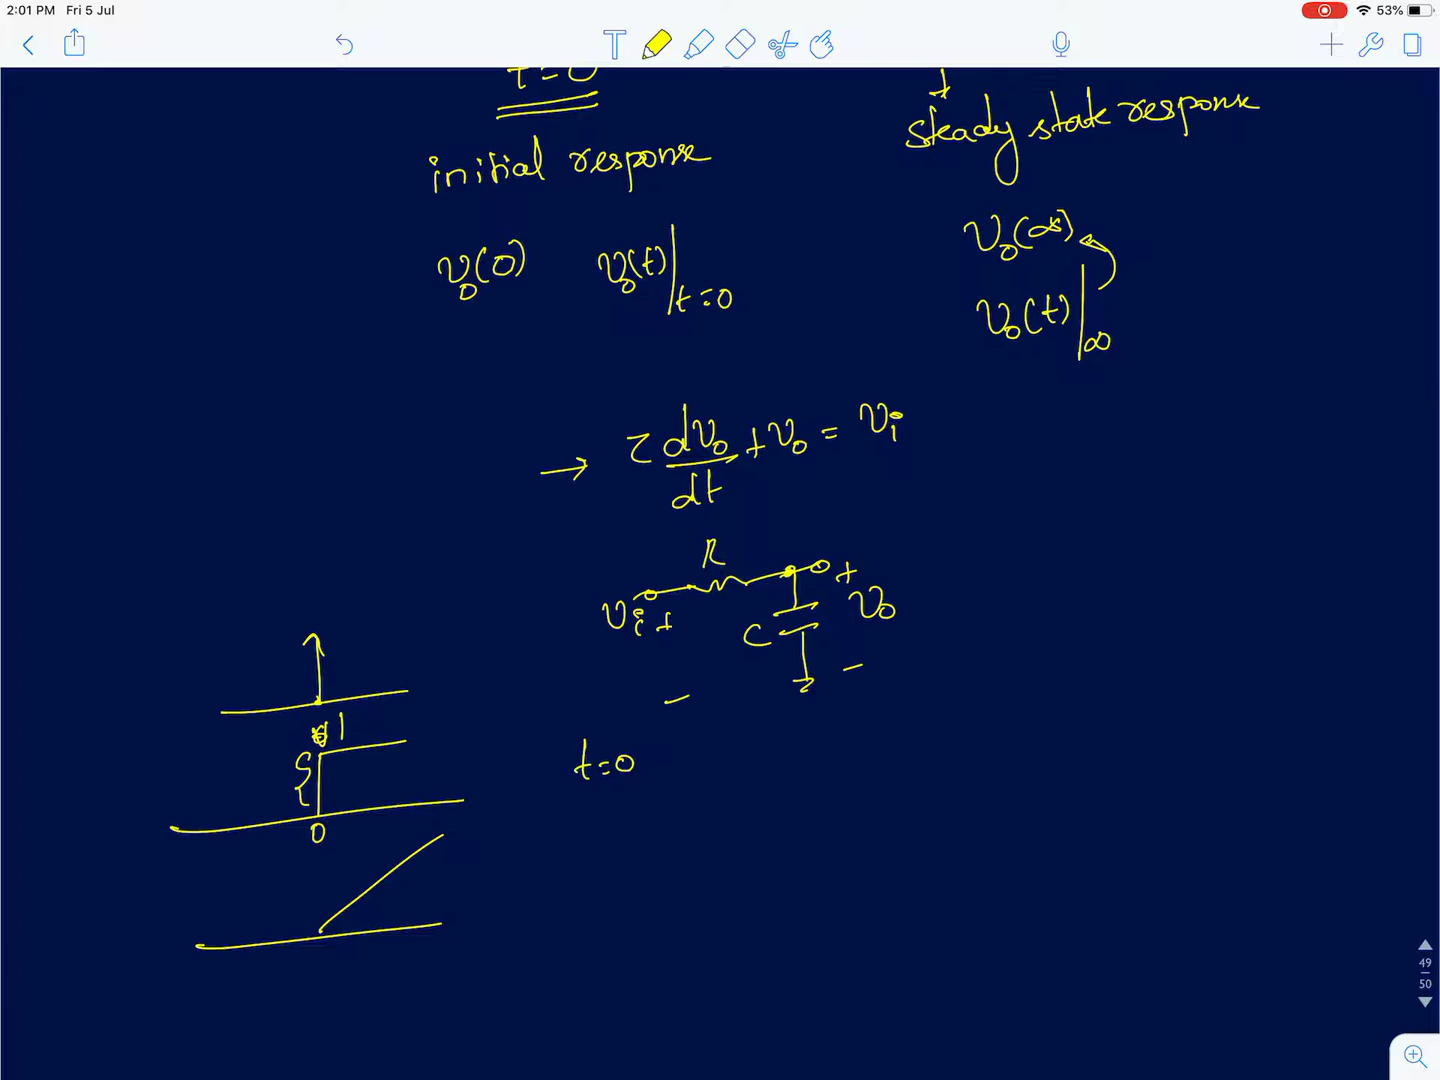 2:01 PM Fri 5 Jul
53%
T
initial response
steady state response
v₀(0) v₀(t)|t=0
v₀(∞)
v₀(t)|∞
→ τ dv₀/dt + v₀ = vᵢ
R
vᵢ +
+
v₀
C
−
−
1
0
t=0
49
50